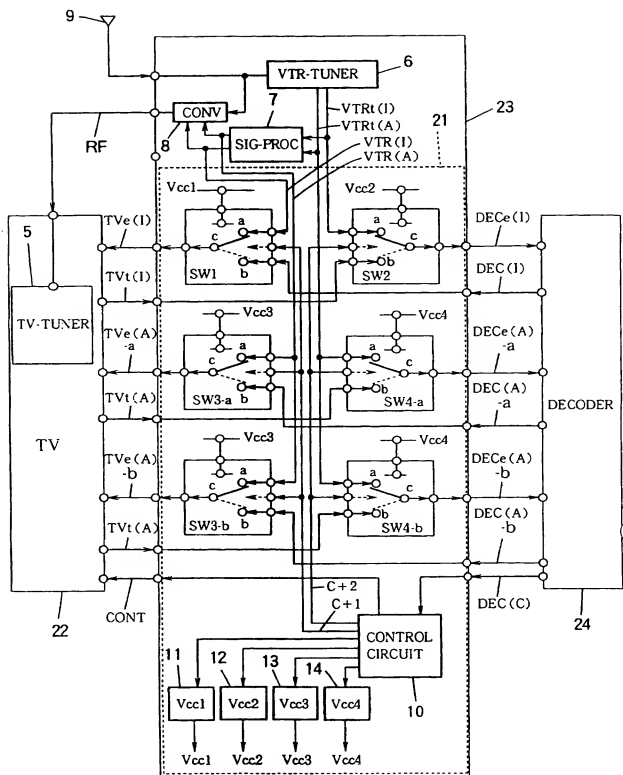 9
VTR-TUNER
6
7
VTRt(I)
VTRt(A)
VTR(I)
VTR(A)
23
21
CONV
8
SIG-PROC
RF
Vcc1
Vcc2
a
c
b
SW1
a
c
b
SW2
TVe(I)
TVt(I)
DECe(I)
DEC(I)
5
TV-TUNER
Vcc3
Vcc4
a
c
b
SW3-a
a
c
b
SW4-a
TVe(A)
-a
TVt(A)
DECe(A)
-a
DEC(A)
-a
TV
DECODER
Vcc3
Vcc4
a
c
b
SW3-b
a
c
b
SW4-b
TVe(A)
-b
TVt(A)
DECe(A)
-b
DEC(A)
-b
CONT
DEC(C)
22
24
C+2
C+1
CONTROL
CIRCUIT
10
11
12
13
14
Vcc1
Vcc2
Vcc3
Vcc4
Vcc1
Vcc2
Vcc3
Vcc4